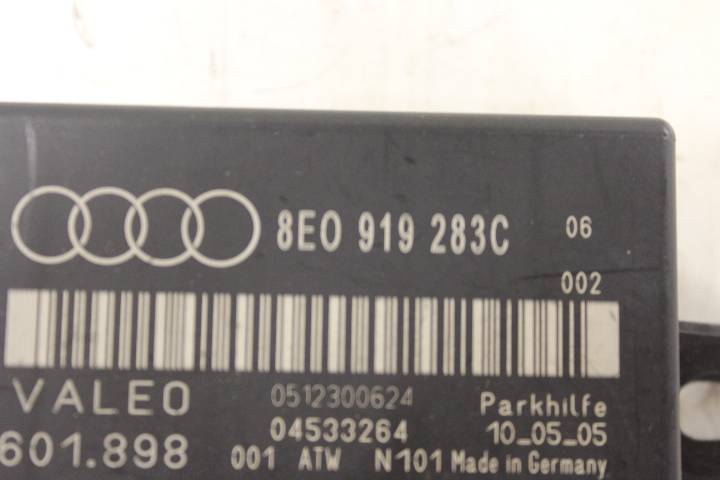 8E0 919 283C 06
002
VALEO 0512300624 Parkhilfe
04533264 10_05_05
601.898 001 ATW N101 Made in Germany